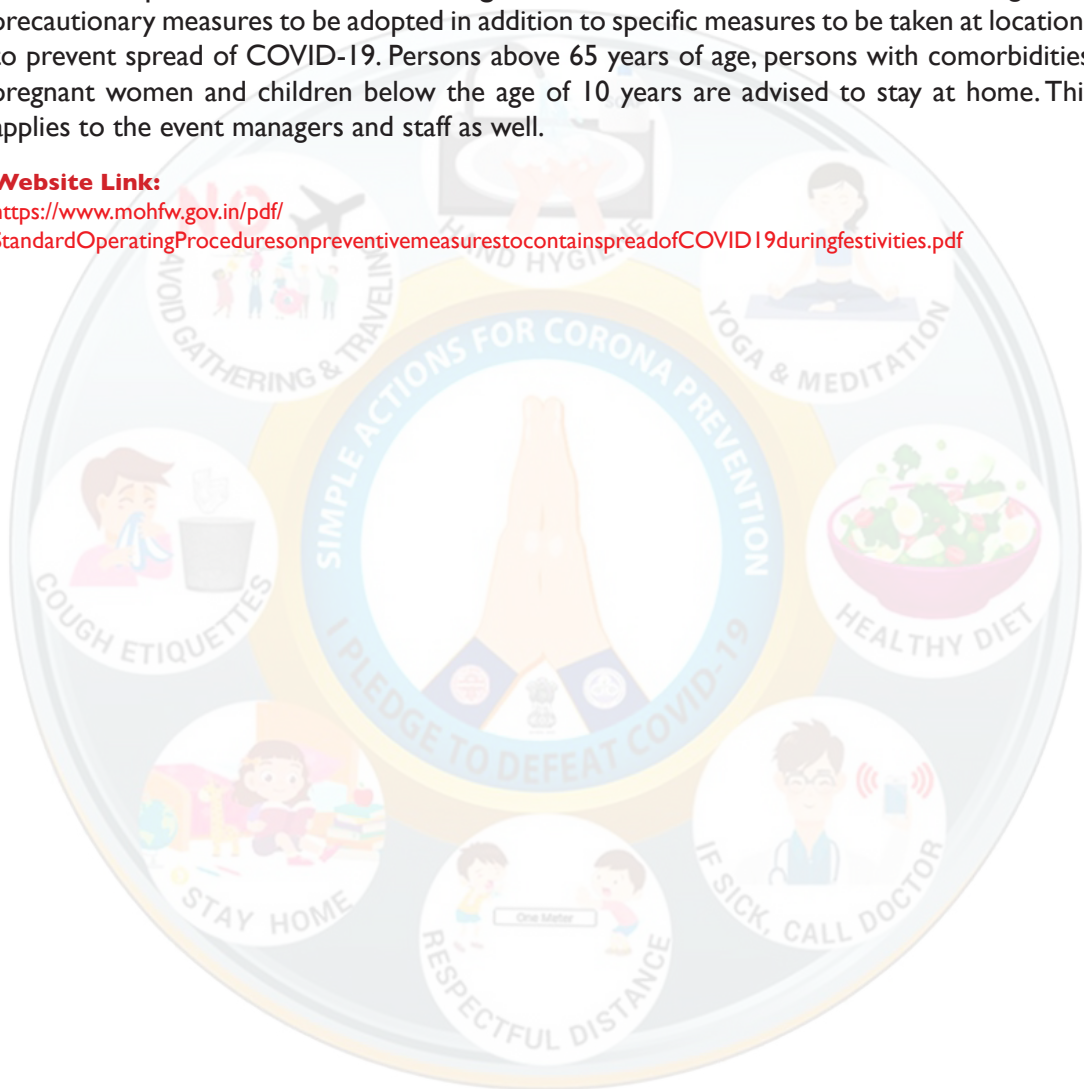 precautionary measures to be adopted in addition to specific measures to be taken at location
to prevent spread of COVID-19. Persons above 65 years of age, persons with comorbidities
pregnant women and children below the age of 10 years are advised to stay at home. Thi
applies to the event managers and staff as well.
Website Link:
https://www.mohfw.gov.in/pdf/
StandardOperatingProceduresonpreventivemeasurestocontainspreadofCOVID19duringfestivities.pdf
NO
AVOID GATHERING & TRAVELING
HAND HYGIENE
YOGA & MEDITATION
SIMPLE ACTIONS FOR CORONA PREVENTION
COUGH ETIQUETTES
HEALTHY DIET
I PLEDGE TO DEFEAT COVID-19
STAY HOME
IF SICK, CALL DOCTOR
One Meter
RESPECTFUL DISTANCE